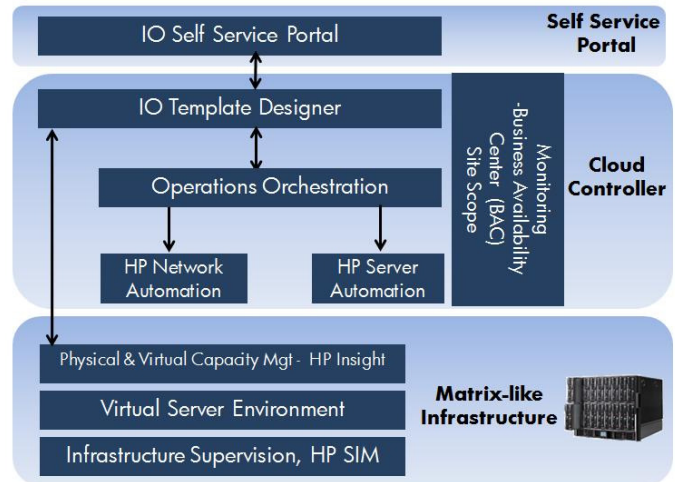 IO Self Service Portal
Self Service
Portal
IO Template Designer
Operations Orchestration
HP Network
Automation
HP Server
Automation
Monitoring
-Business Availability
Center (BAC)
Site Scope
Cloud
Controller
Physical & Virtual Capacity Mgt - HP Insight
Virtual Server Environment
Infrastructure Supervision, HP SIM
Matrix-like
Infrastructure